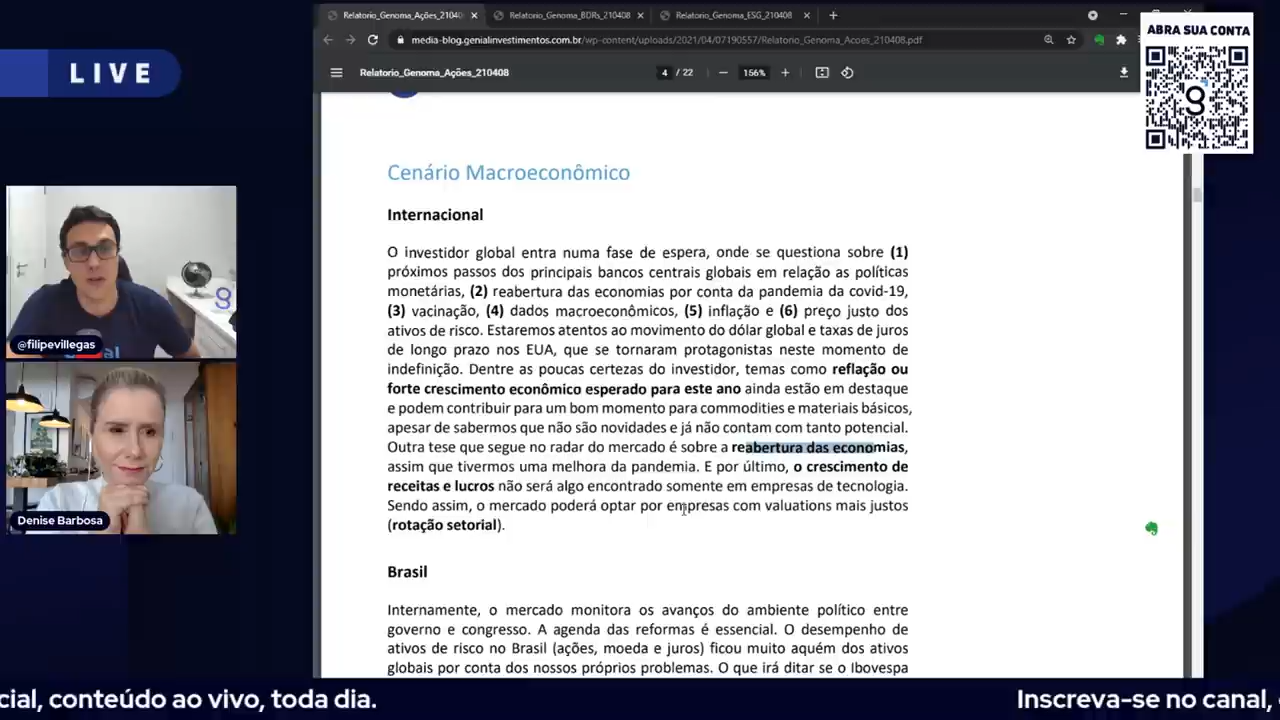 Relatorio_Genoma_Ações_2104
Relatorio_Genoma_BDRs_210408
Relatorio_Genoma_ESG_210408
media-blog.genialinvestimentos.com.br/wp-content/uploads/2021/04/07190557/Relatorio_Genoma_Acoes_210408.pdf
ABRA SUA CONTA
LIVE
Relatorio_Genoma_Ações_210408
4 / 22
156%
Cenário Macroeconômico
Internacional
O investidor global entra numa fase de espera, onde se questiona sobre (1)
próximos passos dos principais bancos centrais globais em relação as políticas
monetárias, (2) reabertura das economias por conta da pandemia da covid-19,
(3) vacinação, (4) dados macroeconômicos, (5) inflação e (6) preço justo dos
ativos de risco. Estaremos atentos ao movimento do dólar global e taxas de juros
de longo prazo nos EUA, que se tornaram protagonistas neste momento de
indefinição. Dentre as poucas certezas do investidor, temas como reflação ou
forte crescimento econômico esperado para este ano ainda estão em destaque
e podem contribuir para um bom momento para commodities e materiais básicos,
apesar de sabermos que não são novidades e já não contam com tanto potencial.
Outra tese que segue no radar do mercado é sobre a reabertura das economias,
assim que tivermos uma melhora da pandemia. E por último, o crescimento de
receitas e lucros não será algo encontrado somente em empresas de tecnologia.
Sendo assim, o mercado poderá optar por empresas com valuations mais justos
(rotação setorial).
Brasil
Internamente, o mercado monitora os avanços do ambiente político entre
governo e congresso. A agenda das reformas é essencial. O desempenho de
ativos de risco no Brasil (ações, moeda e juros) ficou muito aquém dos ativos
globais por conta dos nossos próprios problemas. O que irá ditar se o Ibovespa
@filipevillegas
Denise Barbosa
cial, conteúdo ao vivo, toda dia.
Inscreva-se no canal,